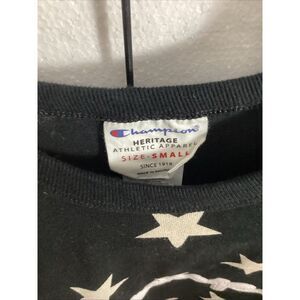 Champion
HERITAGE
ATHLETIC APPAREL
SIZE-SMALL
SINCE 1919